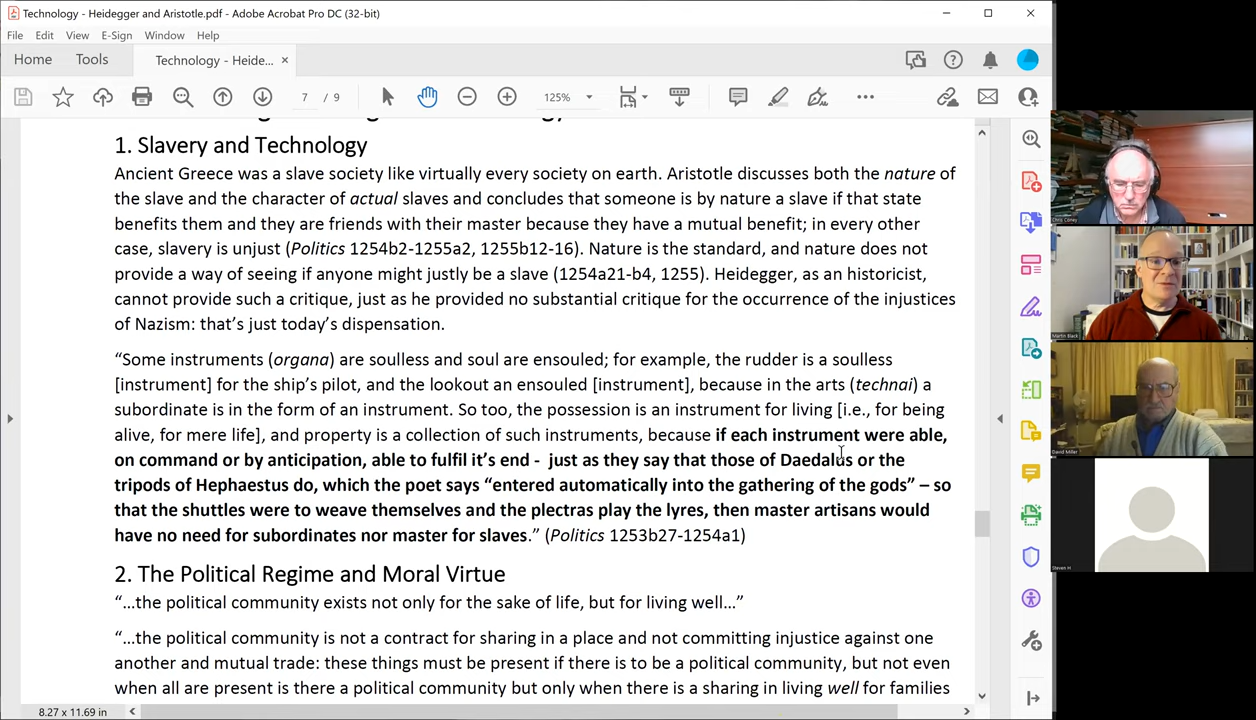 Technology - Heidegger and Aristotle.pdf - Adobe Acrobat Pro DC (32-bit)
File Edit View E-Sign Window Help
Home Tools Technology - Heide... ×
7 / 9 125%
1. Slavery and Technology
Ancient Greece was a slave society like virtually every society on earth. Aristotle discusses both the nature of
the slave and the character of actual slaves and concludes that someone is by nature a slave if that state
benefits them and they are friends with their master because they have a mutual benefit; in every other
case, slavery is unjust (Politics 1254b2-1255a2, 1255b12-16). Nature is the standard, and nature does not
provide a way of seeing if anyone might justly be a slave (1254a21-b4, 1255). Heidegger, as an historicist,
cannot provide such a critique, just as he provided no substantial critique for the occurrence of the injustices
of Nazism: that’s just today’s dispensation.
“Some instruments (organa) are soulless and soul are ensouled; for example, the rudder is a soulless
[instrument] for the ship’s pilot, and the lookout an ensouled [instrument], because in the arts (technai) a
subordinate is in the form of an instrument. So too, the possession is an instrument for living [i.e., for being
alive, for mere life], and property is a collection of such instruments, because if each instrument were able,
on command or by anticipation, able to fulfil it’s end - just as they say that those of Daedalus or the
tripods of Hephaestus do, which the poet says “entered automatically into the gathering of the gods” – so
that the shuttles were to weave themselves and the plectras play the lyres, then master artisans would
have no need for subordinates nor master for slaves.” (Politics 1253b27-1254a1)
2. The Political Regime and Moral Virtue
“…the political community exists not only for the sake of life, but for living well…”
“…the political community is not a contract for sharing in a place and not committing injustice against one
another and mutual trade: these things must be present if there is to be a political community, but not even
when all are present is there a political community but only when there is a sharing in living well for families
8.27 x 11.69 in
Martin Black
David Miller
Steven H